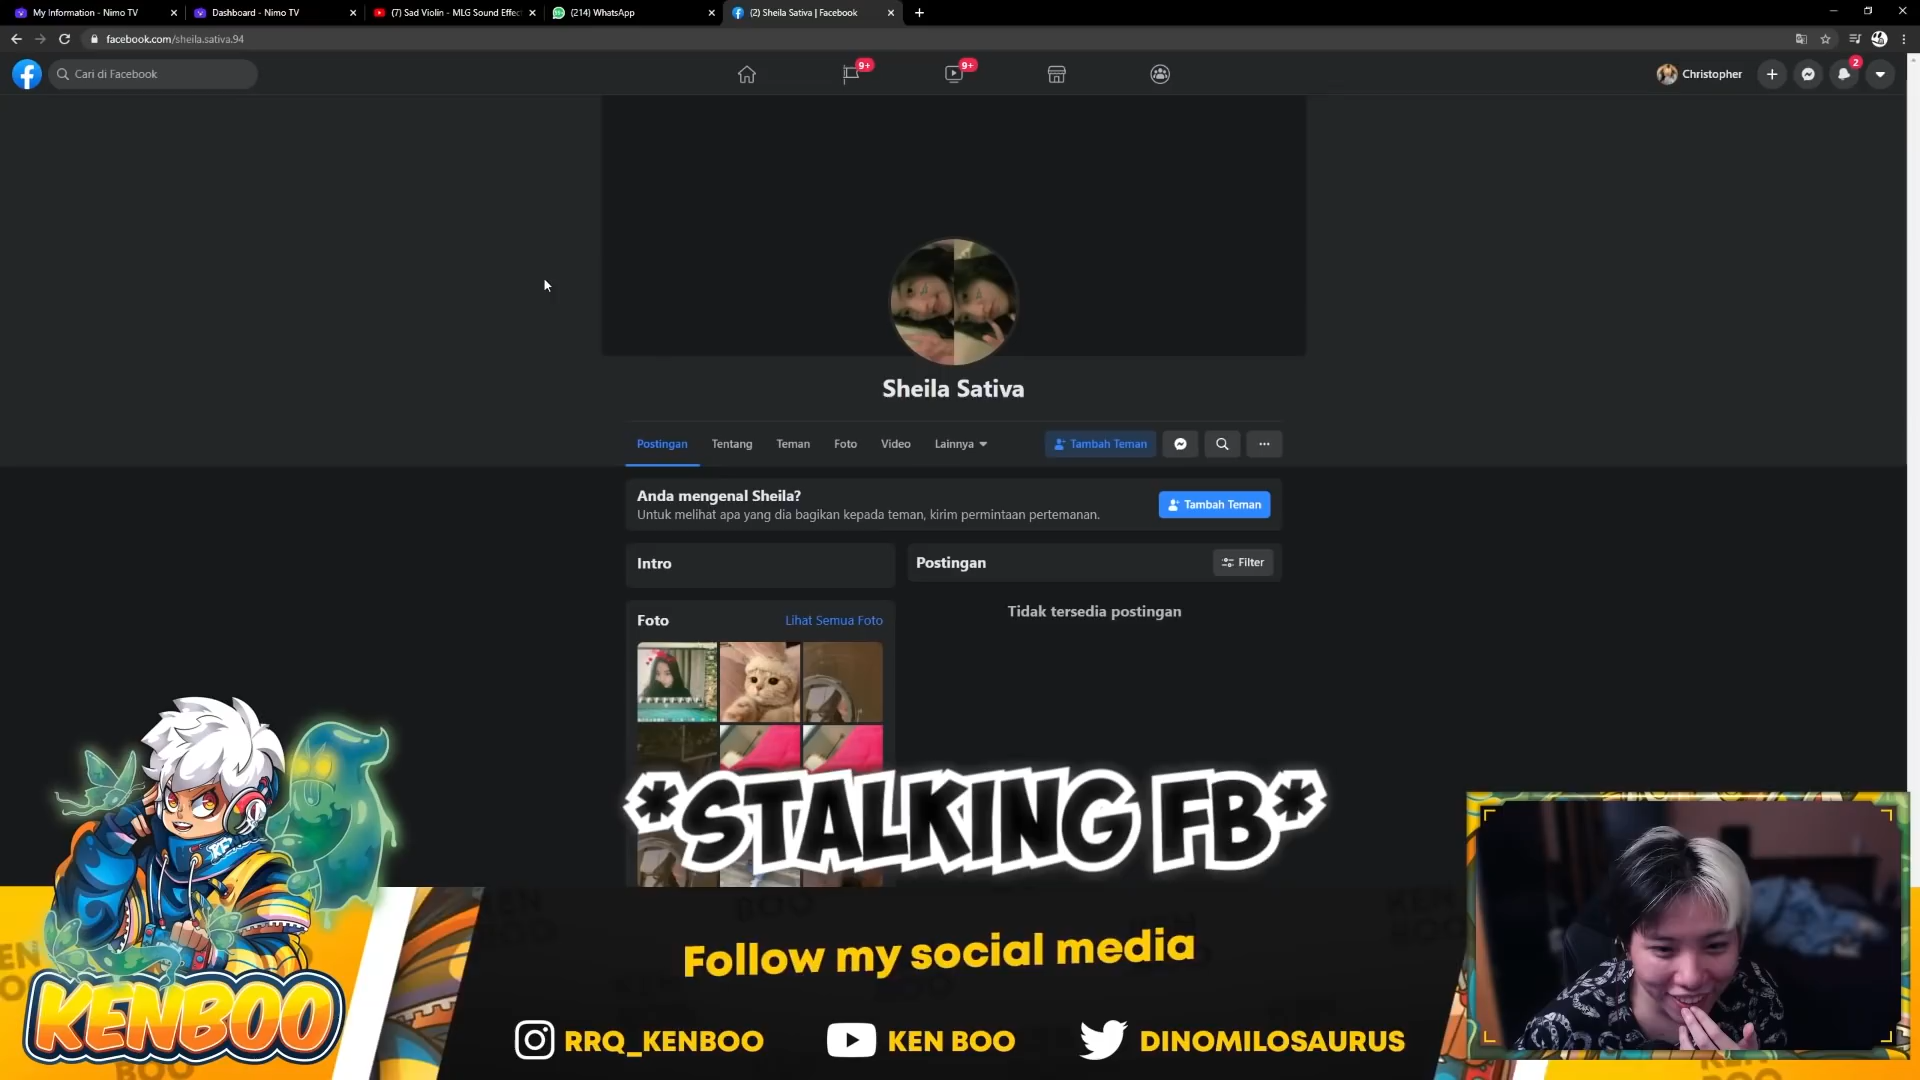 My Information - Nimo TV
Dashboard - Nimo TV
(7) Sad Violin - MLG Sound Effec
(214) WhatsApp
(2) Sheila Sativa | Facebook
facebook.com/sheila.sativa.94
Cari di Facebook
9+
9+
Christopher
2
Sheila Sativa
Postingan
Tentang
Teman
Foto
Video
Lainnya
Tambah Teman
Anda mengenal Sheila?
Untuk melihat apa yang dia bagikan kepada teman, kirim permintaan pertemanan.
Tambah Teman
Intro
Postingan
Filter
Tidak tersedia postingan
Foto
Lihat Semua Foto
*STALKING FB*
KENBOO
Follow my social media
RRQ_KENBOO
KEN BOO
DINOMILOSAURUS